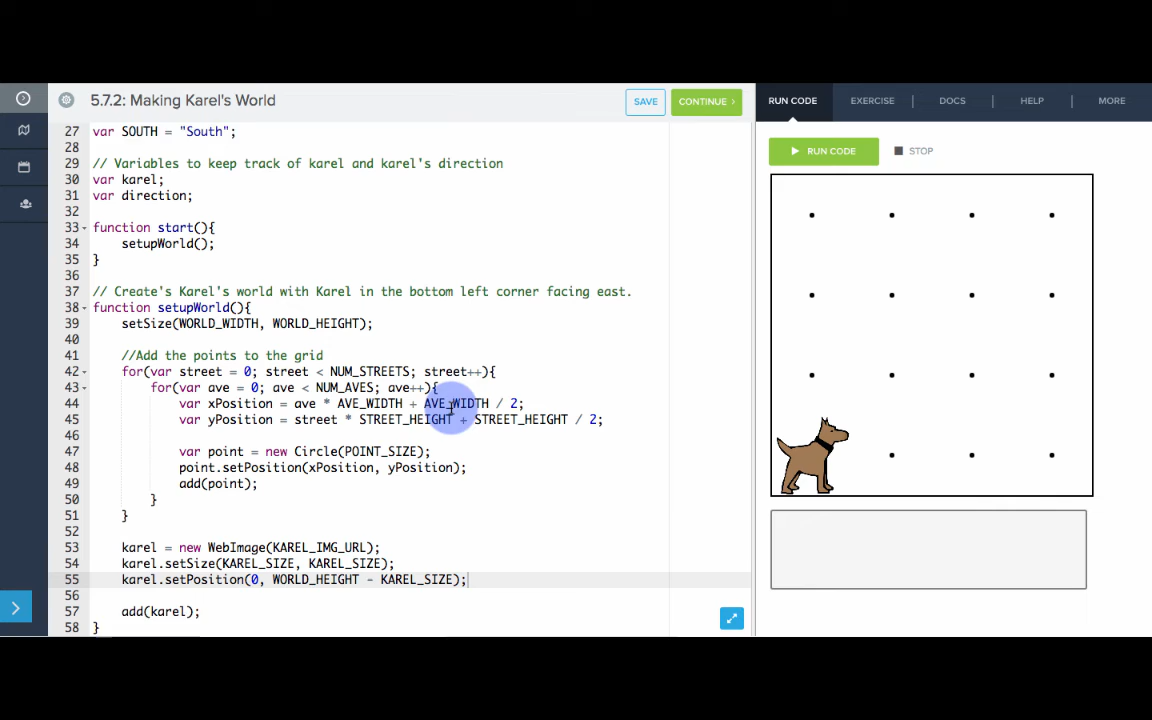 5.7.2: Making Karel's World
SAVE
CONTINUE
RUN CODE
EXERCISE
DOCS
HELP
MORE
RUN CODE
STOP
27 var SOUTH = "South";
28
29 // Variables to keep track of karel and karel's direction
30 var karel;
31 var direction;
32
33 function start(){
34 setupWorld();
35 }
36
37 // Create's Karel's world with Karel in the bottom left corner facing east.
38 function setupWorld(){
39 setSize(WORLD_WIDTH, WORLD_HEIGHT);
40
41 //Add the points to the grid
42 for(var street = 0; street < NUM_STREETS; street++){
43 for(var ave = 0; ave < NUM_AVES; ave++){
44 var xPosition = ave * AVE_WIDTH + AVE_WIDTH / 2;
45 var yPosition = street * STREET_HEIGHT + STREET_HEIGHT / 2;
46
47 var point = new Circle(POINT_SIZE);
48 point.setPosition(xPosition, yPosition);
49 add(point);
50 }
51 }
52
53 karel = new WebImage(KAREL_IMG_URL);
54 karel.setSize(KAREL_SIZE, KAREL_SIZE);
55 karel.setPosition(0, WORLD_HEIGHT - KAREL_SIZE);
56
57 add(karel);
58 }